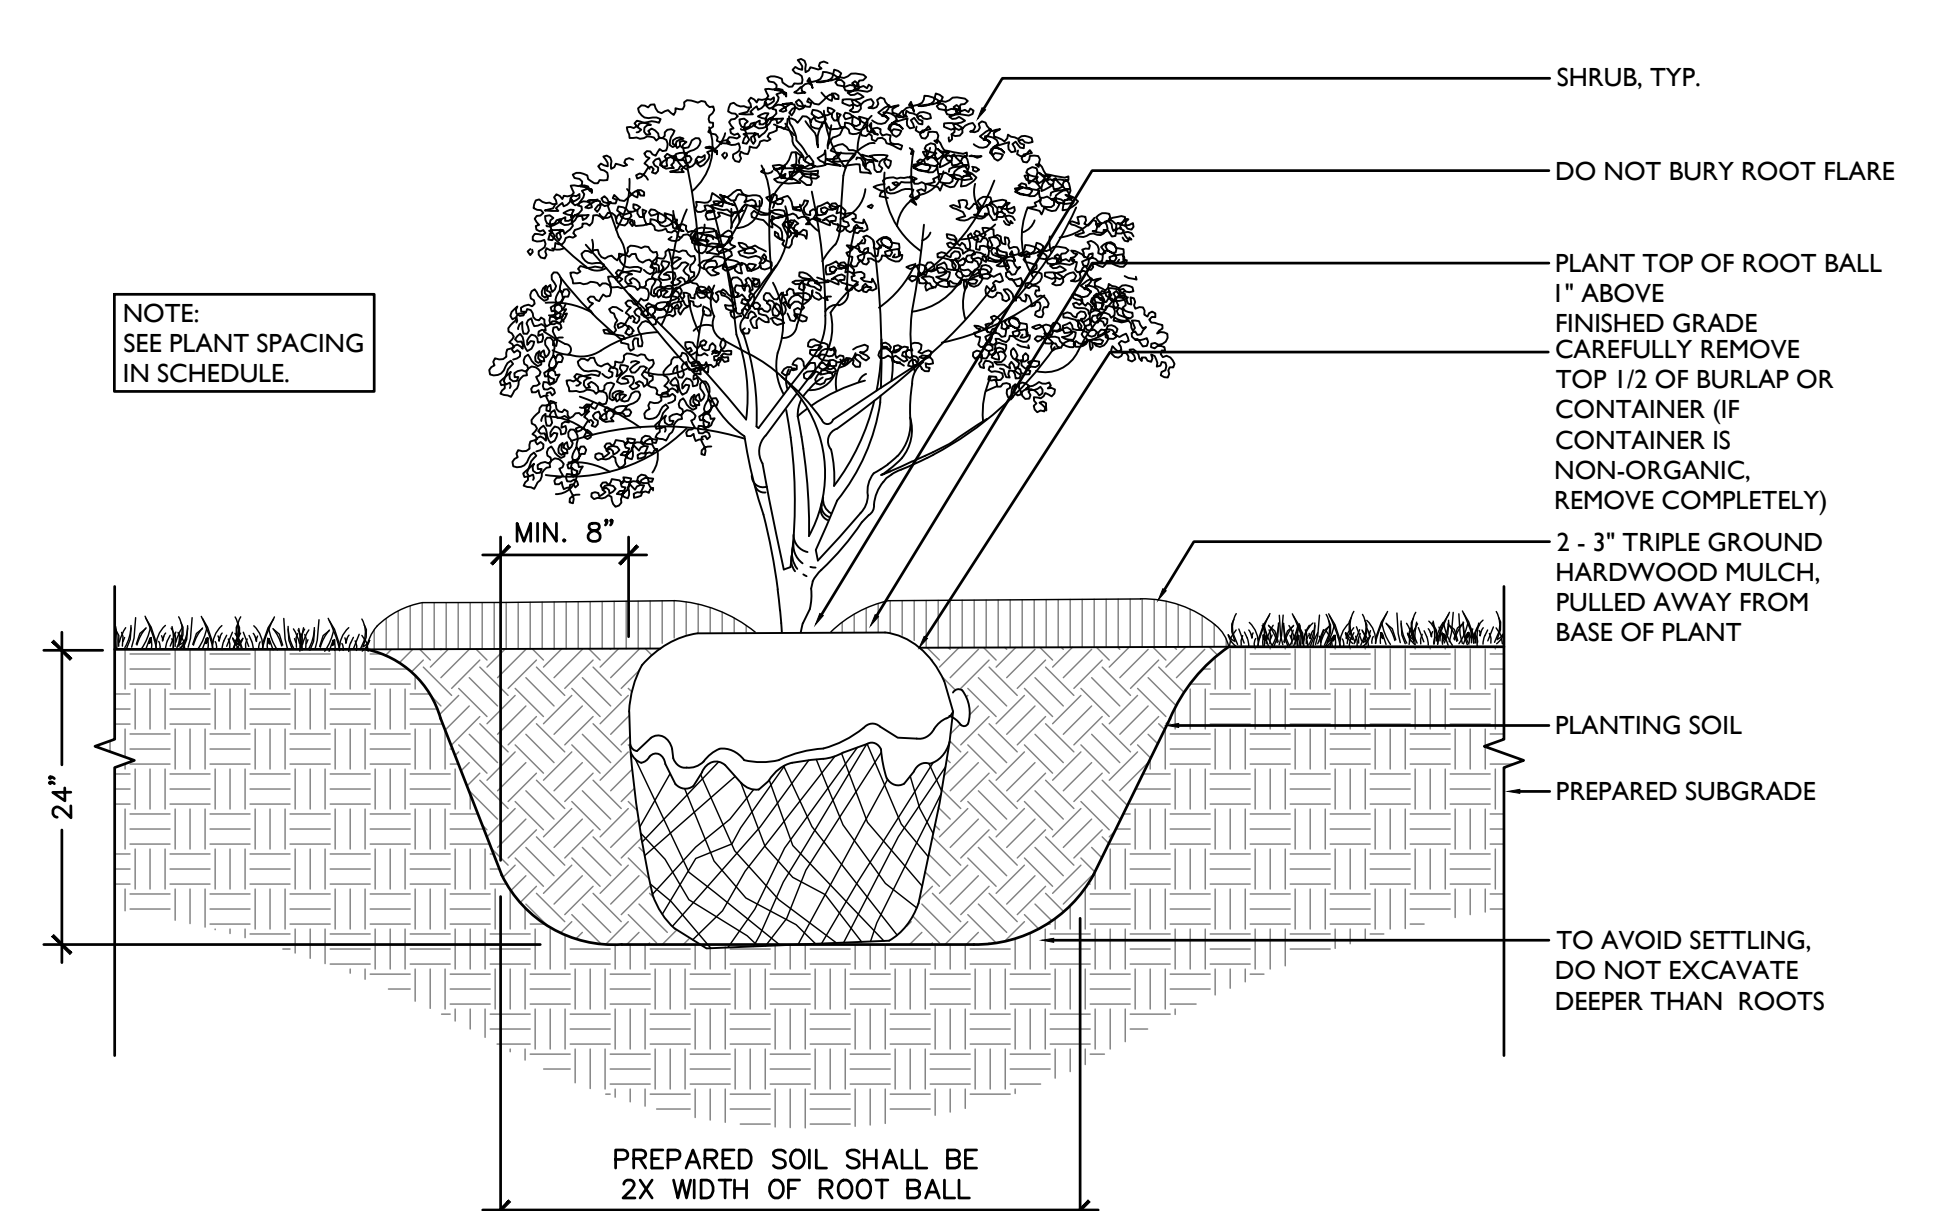 SHRUB, TYP.
DO NOT BURY ROOT FLARE
PLANT TOP OF ROOT BALL
1" ABOVE
FINISHED GRADE
CAREFULLY REMOVE
TOP 1/2 OF BURLAP OR
CONTAINER (IF
CONTAINER IS
NON-ORGANIC,
REMOVE COMPLETELY)
NOTE:
SEE PLANT SPACING
IN SCHEDULE.
MIN. 8”
2 - 3" TRIPLE GROUND
HARDWOOD MULCH,
PULLED AWAY FROM
BASE OF PLANT
24”
PLANTING SOIL
PREPARED SUBGRADE
TO AVOID SETTLING,
DO NOT EXCAVATE
DEEPER THAN ROOTS
PREPARED SOIL SHALL BE
2X WIDTH OF ROOT BALL